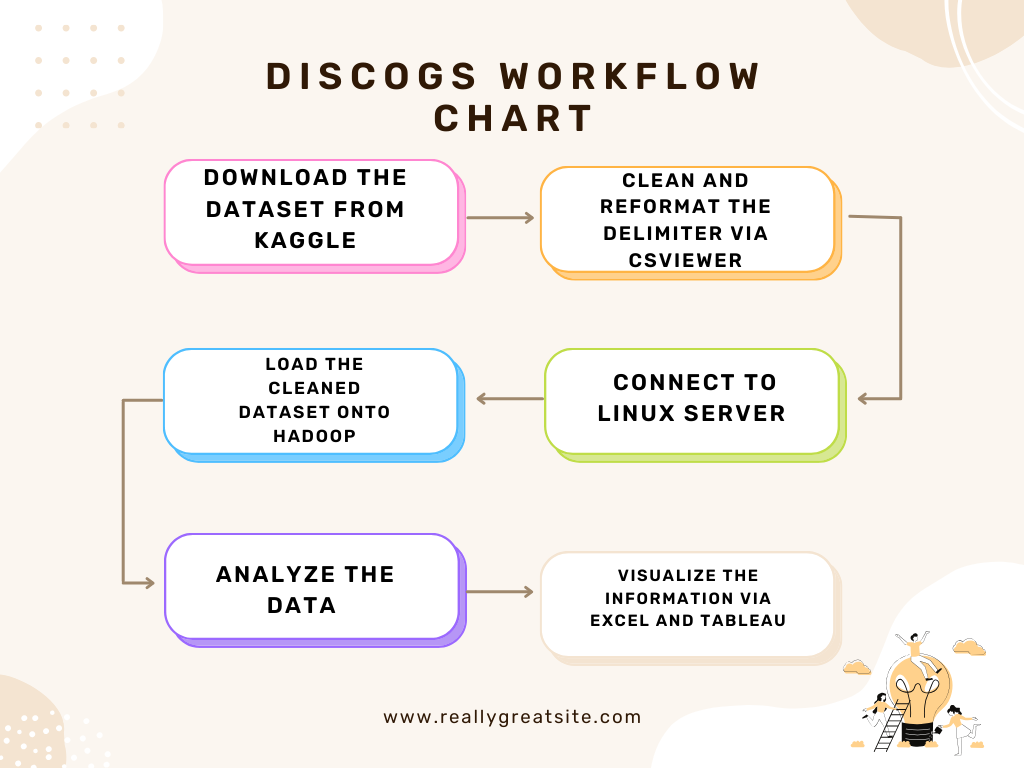 DISCOGS WORKFLOW
CHART
DOWNLOAD THE
DATASET FROM
KAGGLE
CLEAN AND
REFORMAT THE
DELIMITER VIA
CSVIEWER
CONNECT TO
LINUX SERVER
LOAD THE
CLEANED
DATASET ONTO
HADOOP
ANALYZE THE
DATA
VISUALIZE THE
INFORMATION VIA
EXCEL AND TABLEAU
www.reallygreatsite.com